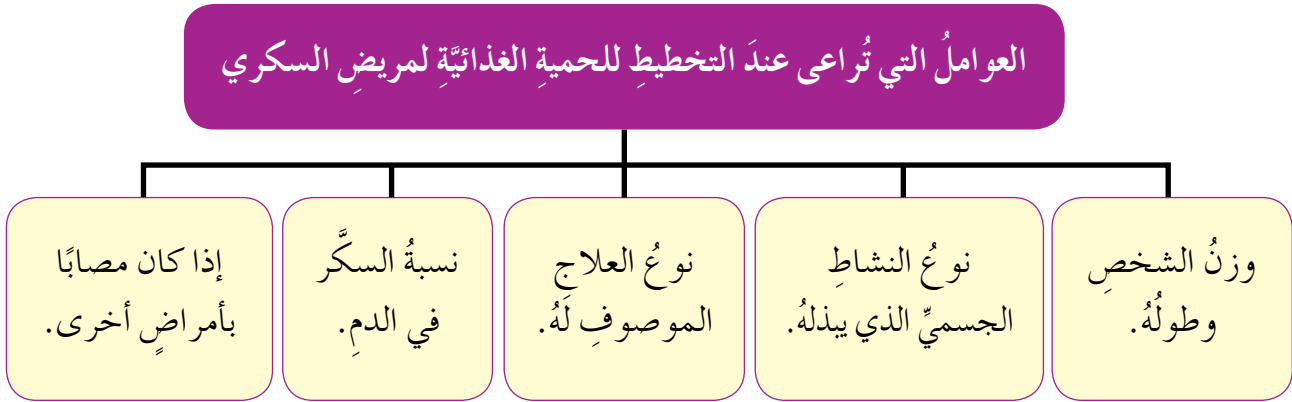 العواملُ التي تُراعى عندَ التخطيطِ للحميةِ الغذائيَّةِ لمريضِ السكري
وزنُ الشخصِ
وطولُهُ.
نوعُ النشاطِ
الجسميِّ الذي يبذلهُ.
نوعُ العلاجِ
الموصوفِ لَهُ.
نسبةُ السكَّر
في الدمِ.
إذا كان مصابًا
بأمراضٍ أخرى.